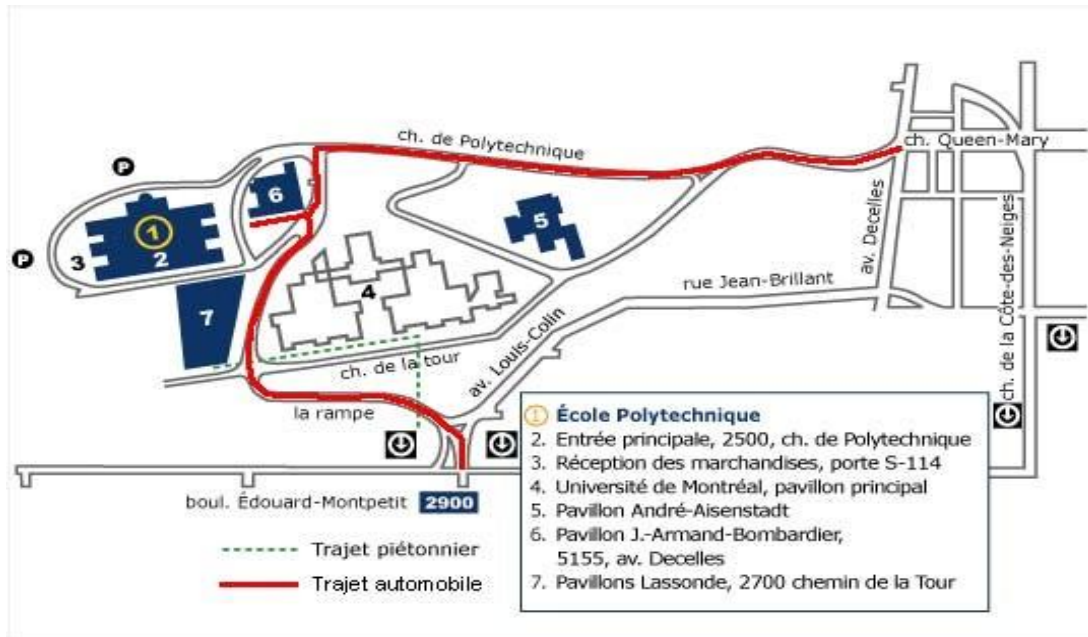 ch. de Polytechnique
ch. Queen-Mary
P
6
1
2
3
P
5
av. Decelles
ch. de la Côte-des-Neiges
rue Jean-Brillant
4
7
ch. de la tour
av. Louis-Colin
la rampe
boul. Édouard-Montpetit 2900
Trajet piétonnier
Trajet automobile
1 École Polytechnique
2. Entrée principale, 2500, ch. de Polytechnique
3. Réception des marchandises, porte S-114
4. Université de Montréal, pavillon principal
5. Pavillon André-Aisenstadt
6. Pavillon J.-Armand-Bombardier,
5155, av. Decelles
7. Pavillons Lassonde, 2700 chemin de la Tour